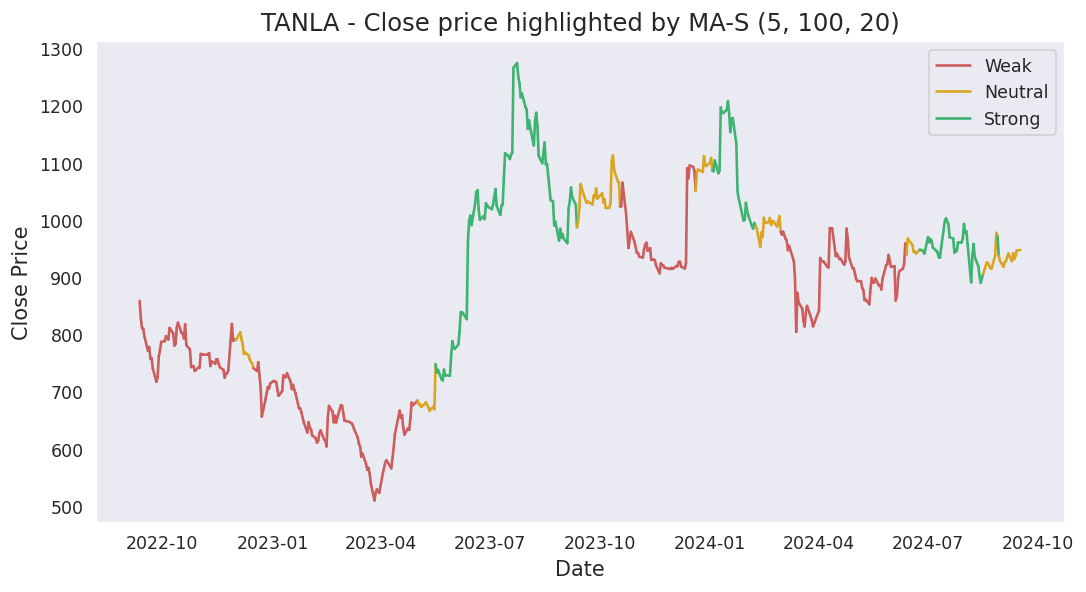 TANLA - Close price highlighted by MA-S (5, 100, 20)
Weak
Neutral
Strong
1300
1200
1100
1000
900
800
700
600
500
Close Price
2022-10 2023-01 2023-04 2023-07 2023-10 2024-01 2024-04 2024-07 2024-10
Date